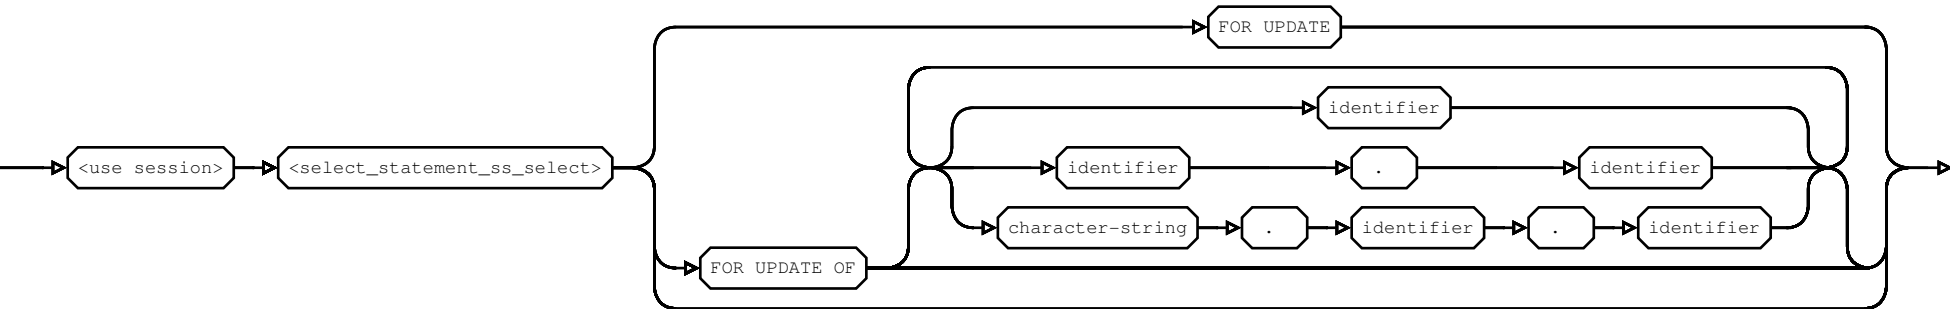 FOR UPDATE
identifier
<use session> <select_statement_ss_select> identifier . identifier
character-string . identifier . identifier
FOR UPDATE OF